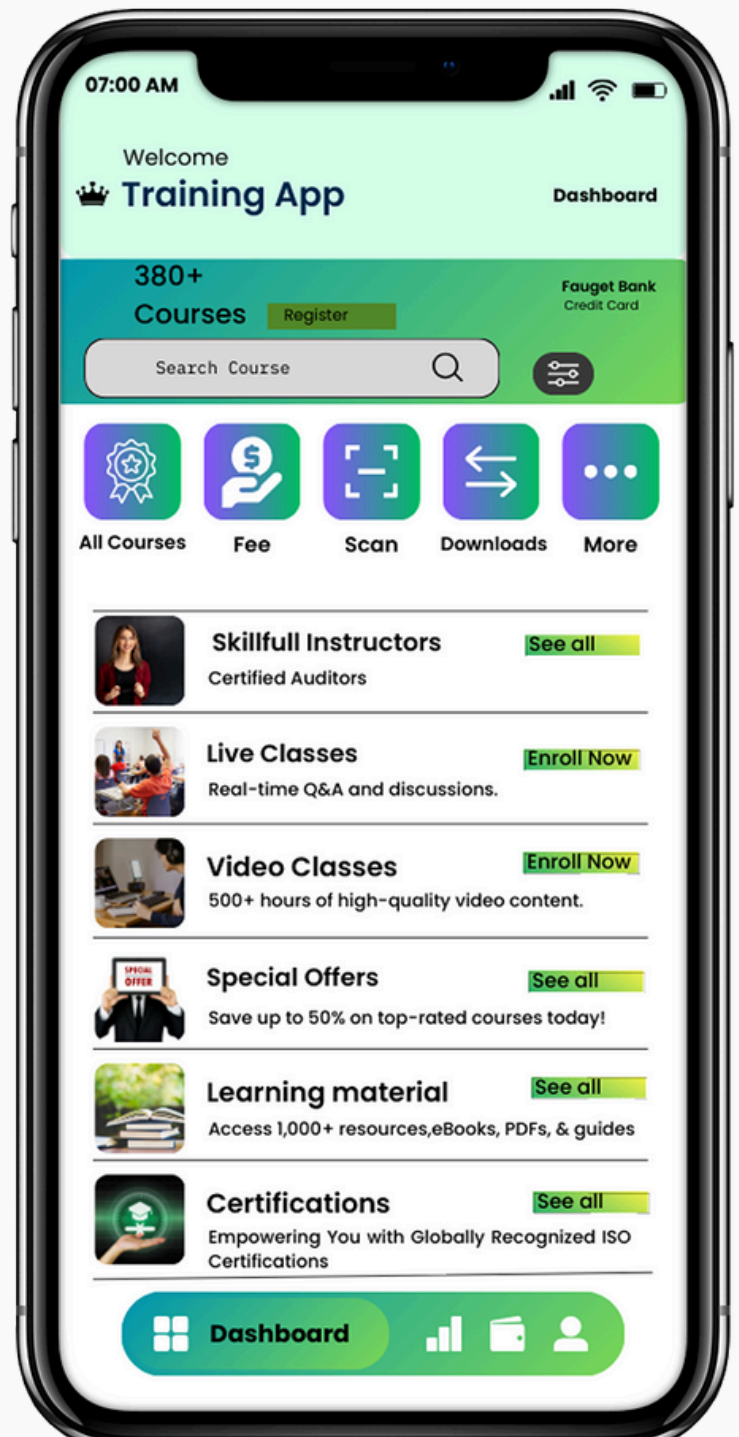 07:00 AM
Welcome
Training App
Dashboard
380+
Courses
Register
Fauget Bank
Credit Card
Search Course
$
All Courses
Fee
Scan
Downloads
More
Skillfull Instructors
See all
Certified Auditors
Live Classes
Enroll Now
Real-time Q&A and discussions.
Video Classes
Enroll Now
500+ hours of high-quality video content.
SPECIAL
OFFER
Special Offers
See all
Save up to 50% on top-rated courses today!
Learning material
See all
Access 1,000+ resources,eBooks, PDFs, & guides
Certifications
See all
Empowering You with Globally Recognized ISO
Certifications
Dashboard